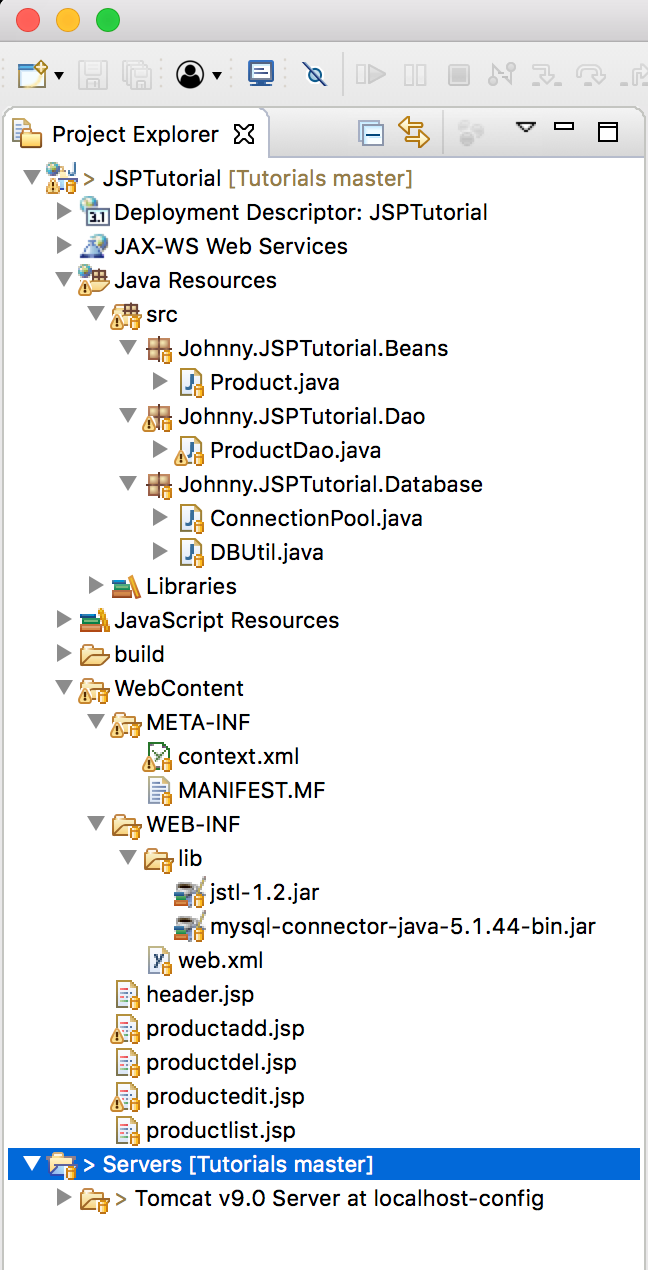 Project Explorer
> JSPTutorial [Tutorials master]
3.1 Deployment Descriptor: JSPTutorial
JAX-WS Web Services
Java Resources
src
Johnny.JSPTutorial.Beans
Product.java
Johnny.JSPTutorial.Dao
ProductDao.java
Johnny.JSPTutorial.Database
ConnectionPool.java
DBUtil.java
Libraries
JavaScript Resources
build
WebContent
META-INF
context.xml
MANIFEST.MF
WEB-INF
lib
jstl-1.2.jar
mysql-connector-java-5.1.44-bin.jar
web.xml
header.jsp
productadd.jsp
productdel.jsp
productedit.jsp
productlist.jsp
> Servers [Tutorials master]
> Tomcat v9.0 Server at localhost-config